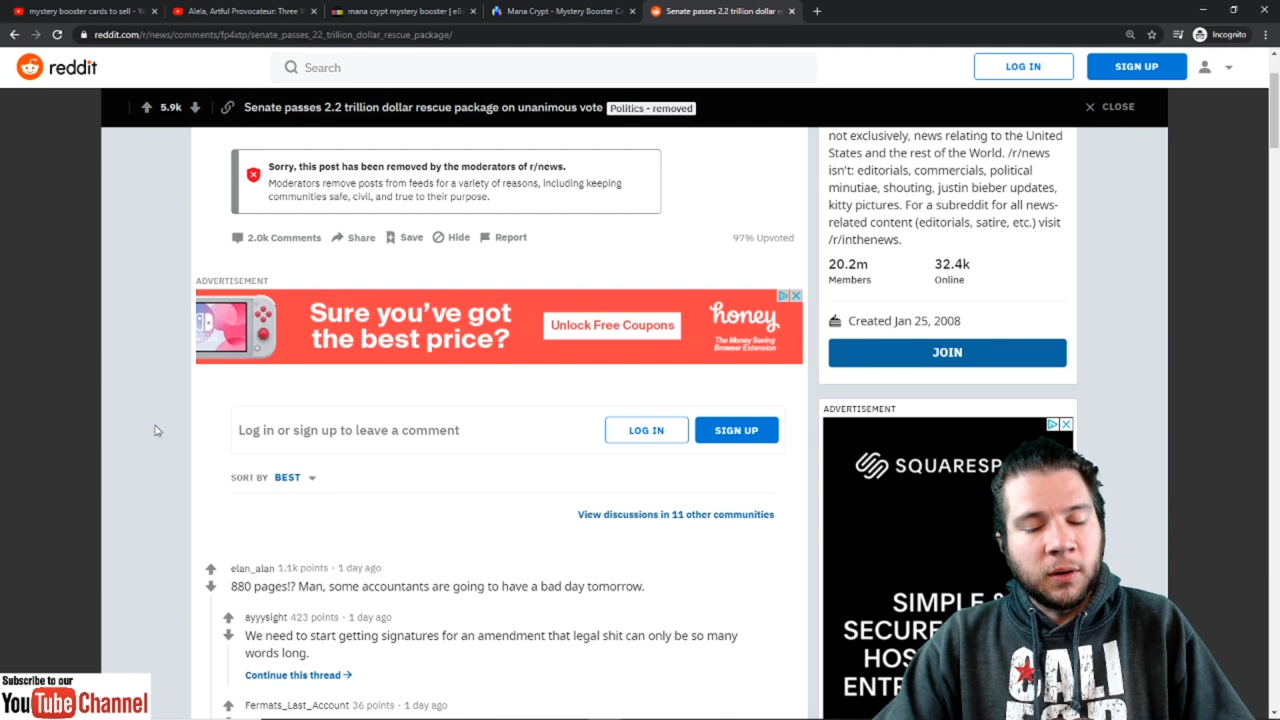 mystery booster cards to sell - Y
Alela, Artful Provocateur: Three
mana crypt mystery booster | eB
Mana Crypt - Mystery Booster C
Senate passes 2.2 trillion dollar r
reddit.com/r/news/comments/fp4xtp/senate_passes_22_trillion_dollar_rescue_package/
Incognito
reddit
Search
LOG IN
SIGN UP
5.9k
Senate passes 2.2 trillion dollar rescue package on unanimous vote
Politics - removed
CLOSE
Sorry, this post has been removed by the moderators of r/news.
Moderators remove posts from feeds for a variety of reasons, including keeping
communities safe, civil, and true to their purpose.
2.0k Comments
Share
Save
Hide
Report
97% Upvoted
ADVERTISEMENT
Sure you've got
the best price?
Unlock Free Coupons
honey
The Money Saving
Browser Extension
Log in or sign up to leave a comment
LOG IN
SIGN UP
SORT BY BEST
View discussions in 11 other communities
elan_alan 1.1k points · 1 day ago
880 pages!? Man, some accountants are going to have a bad day tomorrow.
ayyysight 423 points · 1 day ago
We need to start getting signatures for an amendment that legal shit can only be so many
words long.
Continue this thread
Fermats_Last_Account 36 points · 1 day ago
not exclusively, news relating to the United
States and the rest of the World. /r/news
isn't: editorials, commercials, political
minutiae, shouting, justin bieber updates,
kitty pictures. For a subreddit for all news-
related content (editorials, satire, etc.) visit
/r/inthenews.
20.2m
Members
32.4k
Online
Created Jan 25, 2008
JOIN
ADVERTISEMENT
SQUARESP
SIMPLE &
SECURE
HOS
ENT
CALI
Subscribe to our
YouTube Channel